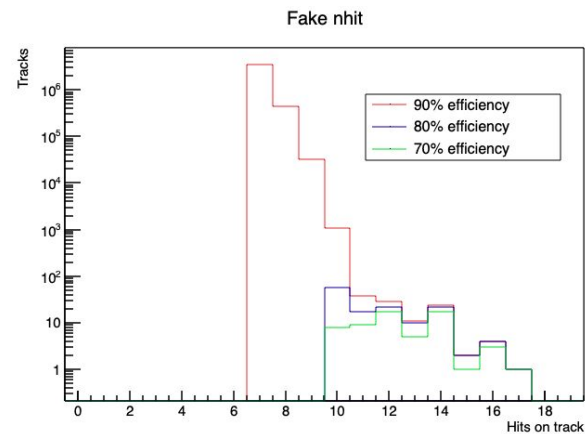 Fake nhit
Tracks
10⁶
10⁵
10⁴
10³
10²
10
1
90% efficiency
80% efficiency
70% efficiency
0 2 4 6 8 10 12 14 16 18
Hits on track